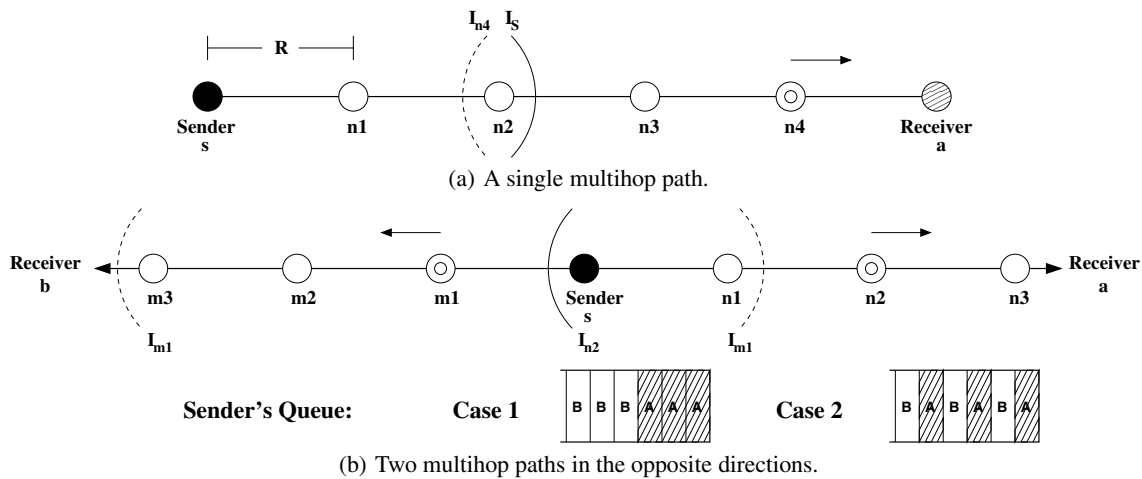 I_n4 I_S
R
Sender
s
n1
n2
n3
n4
Receiver
a
(a) A single multihop path.
Receiver
b
m3
m2
m1
Sender
s
n1
n2
n3
Receiver
a
I_m1
I_n2
I_m1
Sender's Queue:
Case 1
B B B A A A
Case 2
B A B A B A
(b) Two multihop paths in the opposite directions.